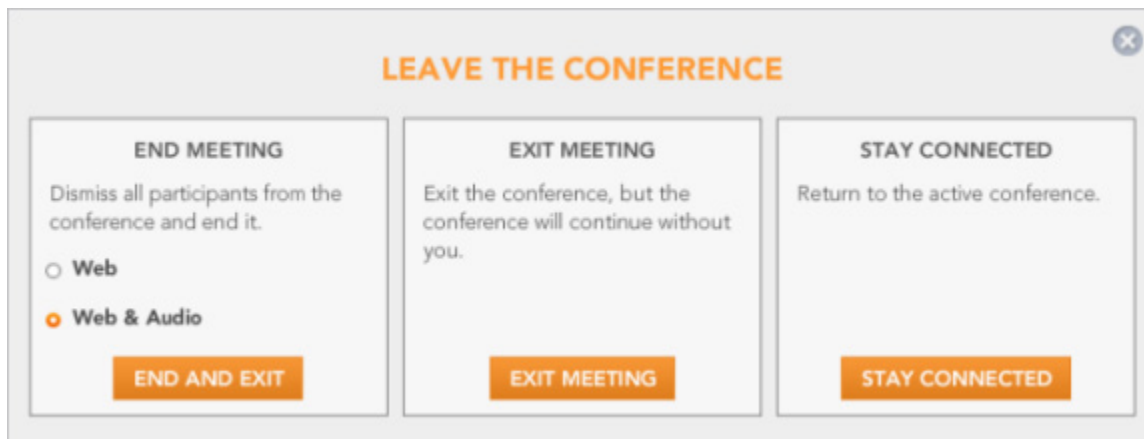 LEAVE THE CONFERENCE
END MEETING
Dismiss all participants from the
conference and end it.
Web
Web & Audio
END AND EXIT
EXIT MEETING
Exit the conference, but the
conference will continue without
you.
EXIT MEETING
STAY CONNECTED
Return to the active conference.
STAY CONNECTED